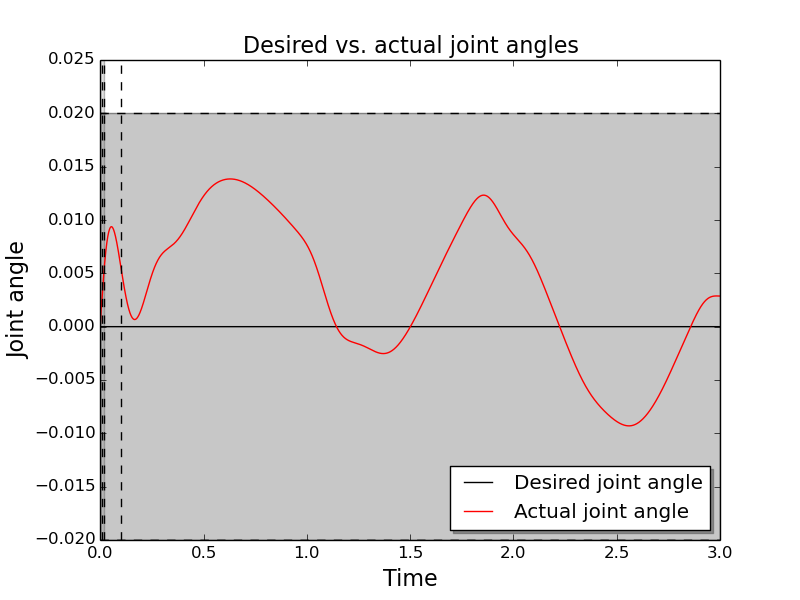 Desired vs. actual joint angles
0.025
0.020
0.015
0.010
0.005
0.000
−0.005
−0.010
−0.015
−0.020
Joint angle
Desired joint angle
Actual joint angle
0.0 0.5 1.0 1.5 2.0 2.5 3.0
Time